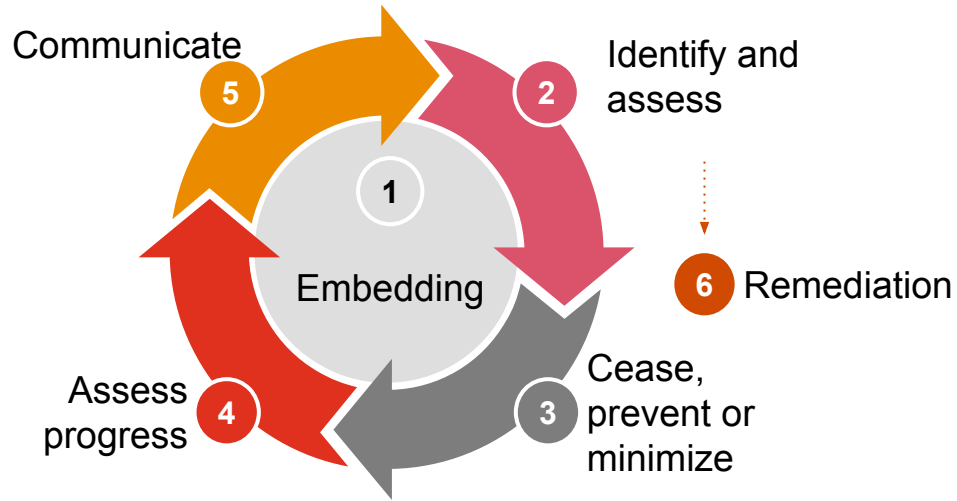 Communicate
5
2
Identify and
assess
1
Embedding
6
Remediation
Assess
progress
4
3
Cease,
prevent or
minimize